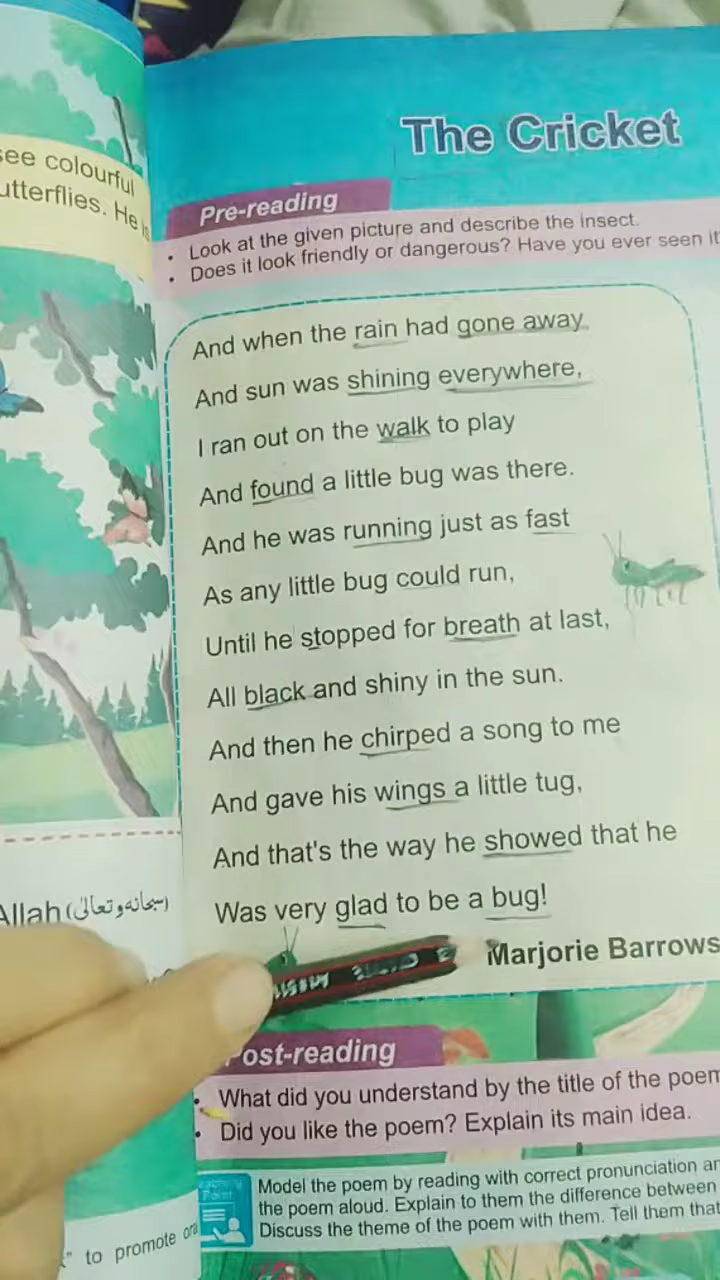 see colourful
utterflies. He is
The Cricket
Pre-reading
• Look at the given picture and describe the insect.
• Does it look friendly or dangerous? Have you ever seen it
And when the rain had gone away
And sun was shining everywhere,
I ran out on the walk to play
And found a little bug was there.
And he was running just as fast
As any little bug could run,
Until he stopped for breath at last,
All black and shiny in the sun.
And then he chirped a song to me
And gave his wings a little tug,
And that's the way he showed that he
Was very glad to be a bug!
Marjorie Barrows
Allah (سبحانه و تعالىٰ)
Post-reading
• What did you understand by the title of the poem
• Did you like the poem? Explain its main idea.
Teaching
Point
Model the poem by reading with correct pronunciation an
the poem aloud. Explain to them the difference between
Discuss the theme of the poem with them. Tell them that
" to promote ora